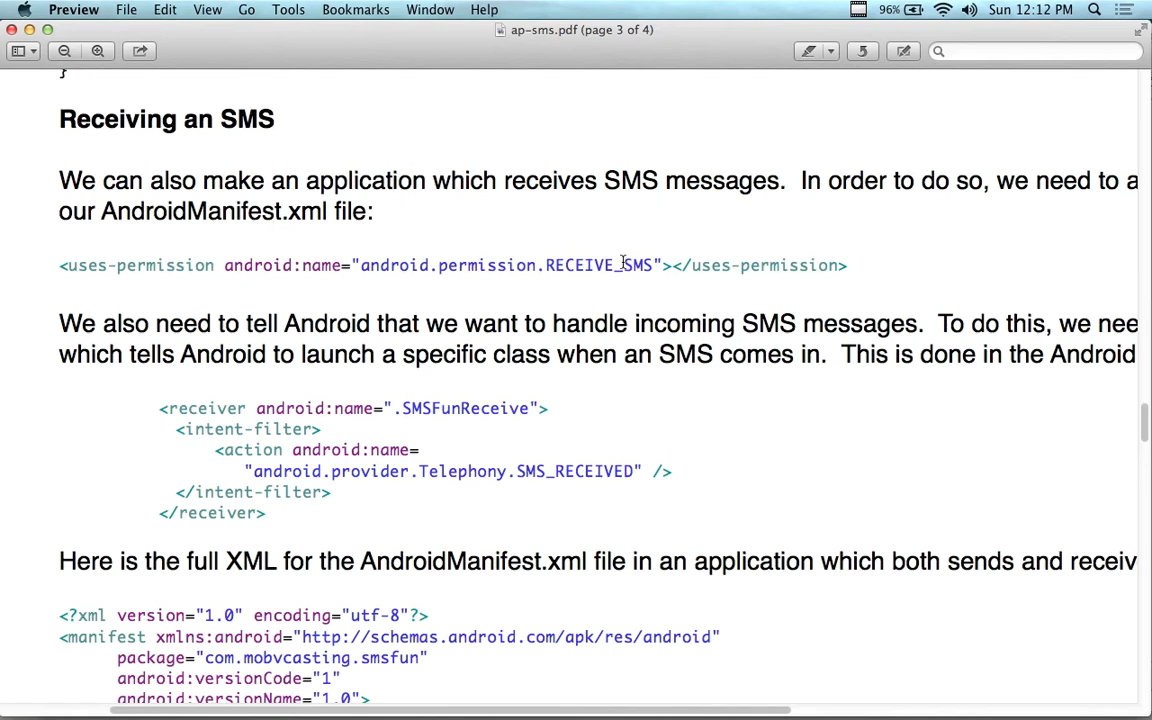 Preview File Edit View Go Tools Bookmarks Window Help 96% Sun 12:12 PM
ap-sms.pdf (page 3 of 4)
}
Receiving an SMS
We can also make an application which receives SMS messages.  In order to do so, we need to a
our AndroidManifest.xml file:
<uses-permission android:name="android.permission.RECEIVE_SMS"></uses-permission>
We also need to tell Android that we want to handle incoming SMS messages.  To do this, we nee
which tells Android to launch a specific class when an SMS comes in.  This is done in the Android
<receiver android:name=".SMSFunReceive">
<intent-filter>
<action android:name=
"android.provider.Telephony.SMS_RECEIVED" />
</intent-filter>
</receiver>
Here is the full XML for the AndroidManifest.xml file in an application which both sends and receiv
<?xml version="1.0" encoding="utf-8"?>
<manifest xmlns:android="http://schemas.android.com/apk/res/android"
package="com.mobvcasting.smsfun"
android:versionCode="1"
android:versionName="1.0">